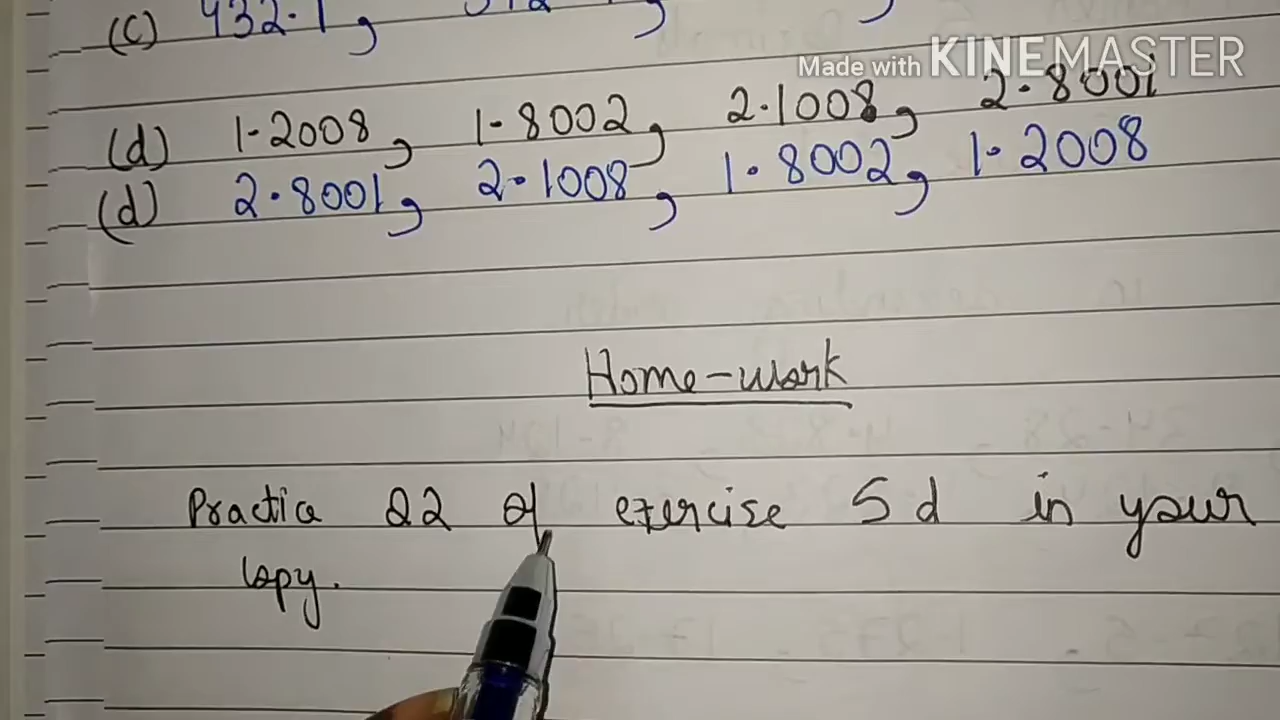 (c) 432.1,
Made with KINEMASTER
(d) 1.2008, 1.8002, 2.1008, 2.8001
(d) 2.8001, 2.1008, 1.8002, 1.2008
Home-work
Practice Q2 of exercise 5d in your
copy.